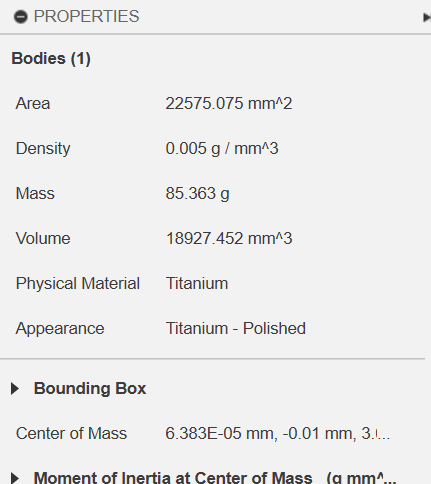 PROPERTIES
Bodies (1)
Area 22575.075 mm^2
Density 0.005 g / mm^3
Mass 85.363 g
Volume 18927.452 mm^3
Physical Material Titanium
Appearance Titanium - Polished
Bounding Box
Center of Mass 6.383E-05 mm, -0.01 mm, 3.(...
Moment of Inertia at Center of Mass (g mm^...